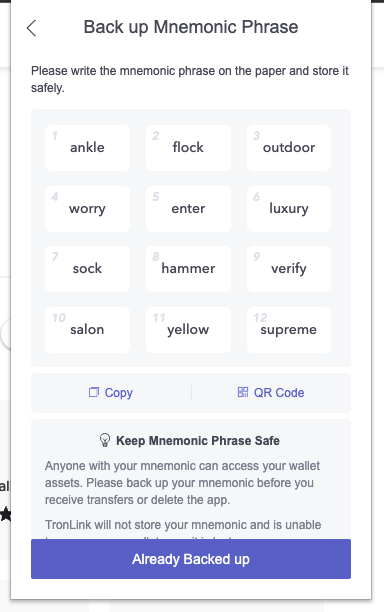 Back up Mnemonic Phrase
Please write the mnemonic phrase on the paper and store it
safely.
1 ankle 2 flock 3 outdoor
4 worry 5 enter 6 luxury
7 sock 8 hammer 9 verify
10 salon 11 yellow 12 supreme
Copy QR Code
Keep Mnemonic Phrase Safe
Anyone with your mnemonic can access your wallet
assets. Please back up your mnemonic before you
receive transfers or delete the app.
TronLink will not store your mnemonic and is unable
Already Backed up